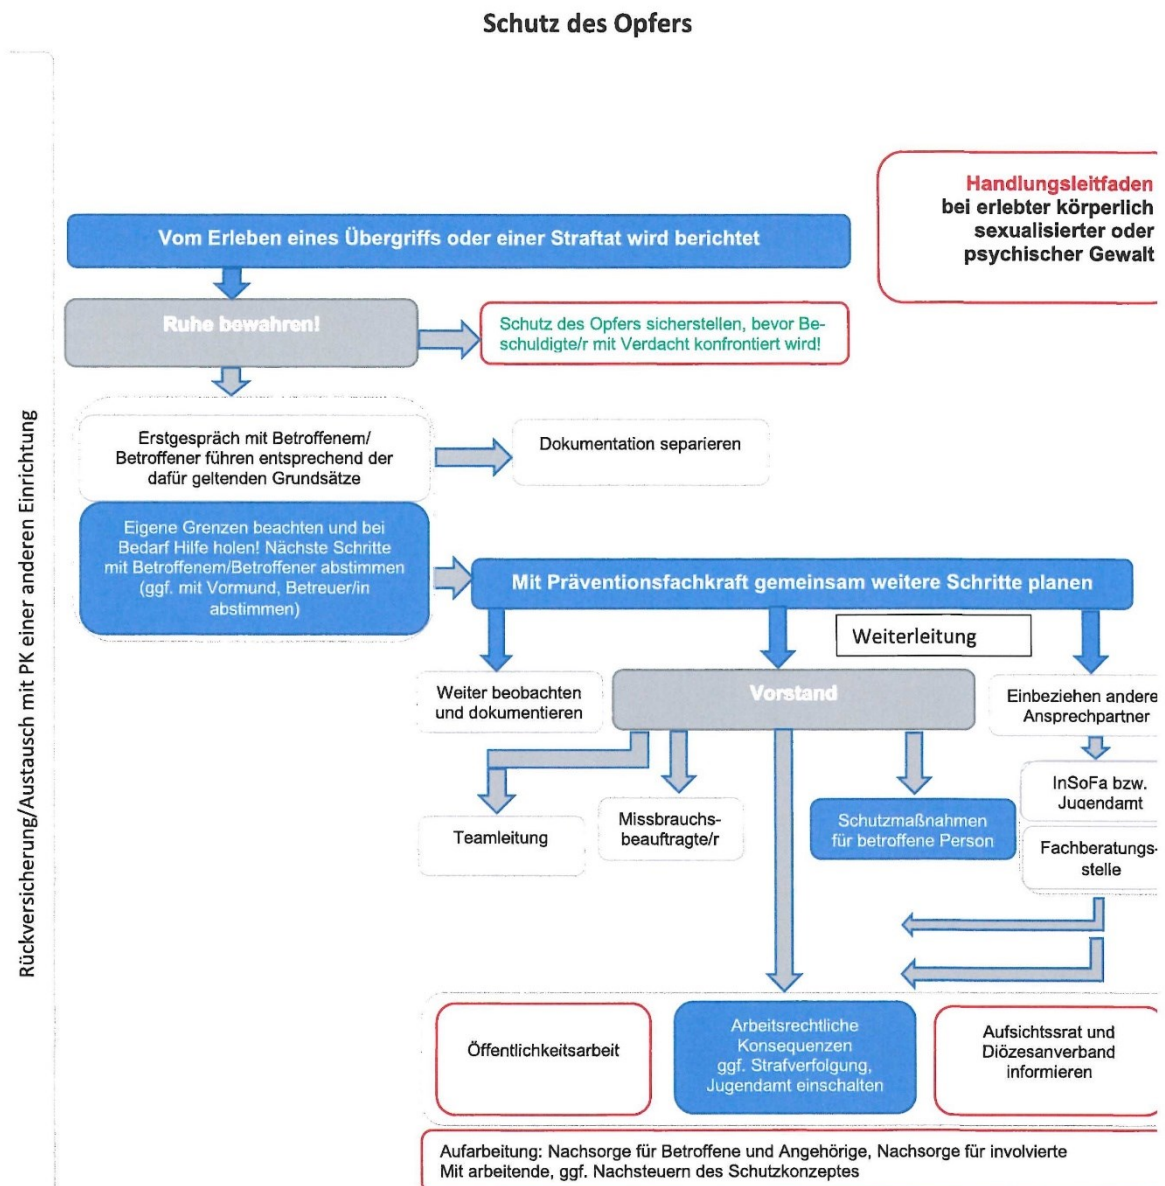 Schutz des Opfers
Handlungsleitfaden
bei erlebter körperlich
sexualisierter oder
psychischer Gewalt
Vom Erleben eines Übergriffs oder einer Straftat wird berichtet
Ruhe bewahren!
Schutz des Opfers sicherstellen, bevor Be-
schuldigte/r mit Verdacht konfrontiert wird!
Erstgespräch mit Betroffenem/
Betroffener führen entsprechend der
dafür geltenden Grundsätze
Dokumentation separieren
Eigene Grenzen beachten und bei
Bedarf Hilfe holen! Nächste Schritte
mit Betroffenem/Betroffener abstimmen
(ggf. mit Vormund, Betreuer/in
abstimmen)
Mit Präventionsfachkraft gemeinsam weitere Schritte planen
Weiterleitung
Weiter beobachten
und dokumentieren
Vorstand
Einbeziehen andere
Ansprechpartner
Teamleitung
Missbrauchs-
beauftragte/r
Schutzmaßnahmen
für betroffene Person
InSoFa bzw.
Jugendamt
Fachberatungs-
stelle
Öffentlichkeitsarbeit
Arbeitsrechtliche
Konsequenzen
ggf. Strafverfolgung,
Jugendamt einschalten
Aufsichtssrat und
Diözesanverband
informieren
Aufarbeitung: Nachsorge für Betroffene und Angehörige, Nachsorge für involvierte
Mit arbeitende, ggf. Nachsteuern des Schutzkonzeptes
Rückversicherung/Austausch mit PK einer anderen Einrichtung